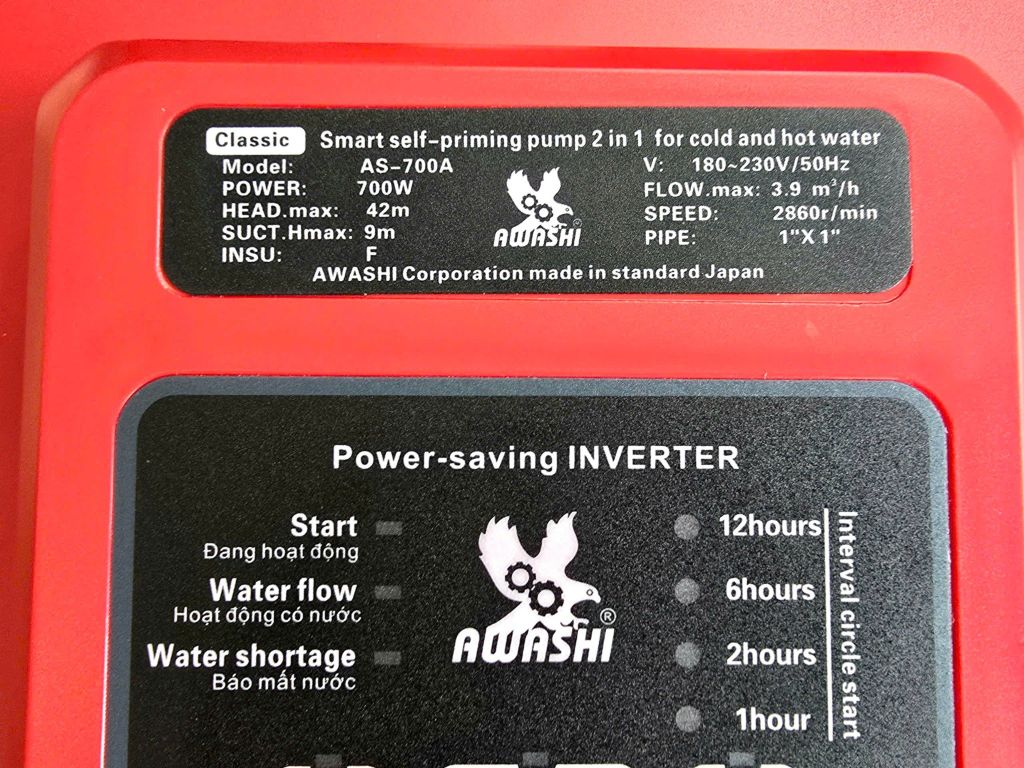 Classic Smart self-priming pump 2 in 1 for cold and hot water
Model: AS-700A
POWER: 700W
HEAD.max: 42m
SUCT.Hmax: 9m
INSU: F
AWASHI
®
V: 180~230V/50Hz
FLOW.max: 3.9 m³/h
SPEED: 2860r/min
PIPE: 1"X 1"
AWASHI Corporation made in standard Japan
Power-saving INVERTER
Start
Đang hoạt động
Water flow
Hoạt động có nước
Water shortage
Báo mất nước
AWASHI
®
12hours
6hours
2hours
1hour
Interval circle start